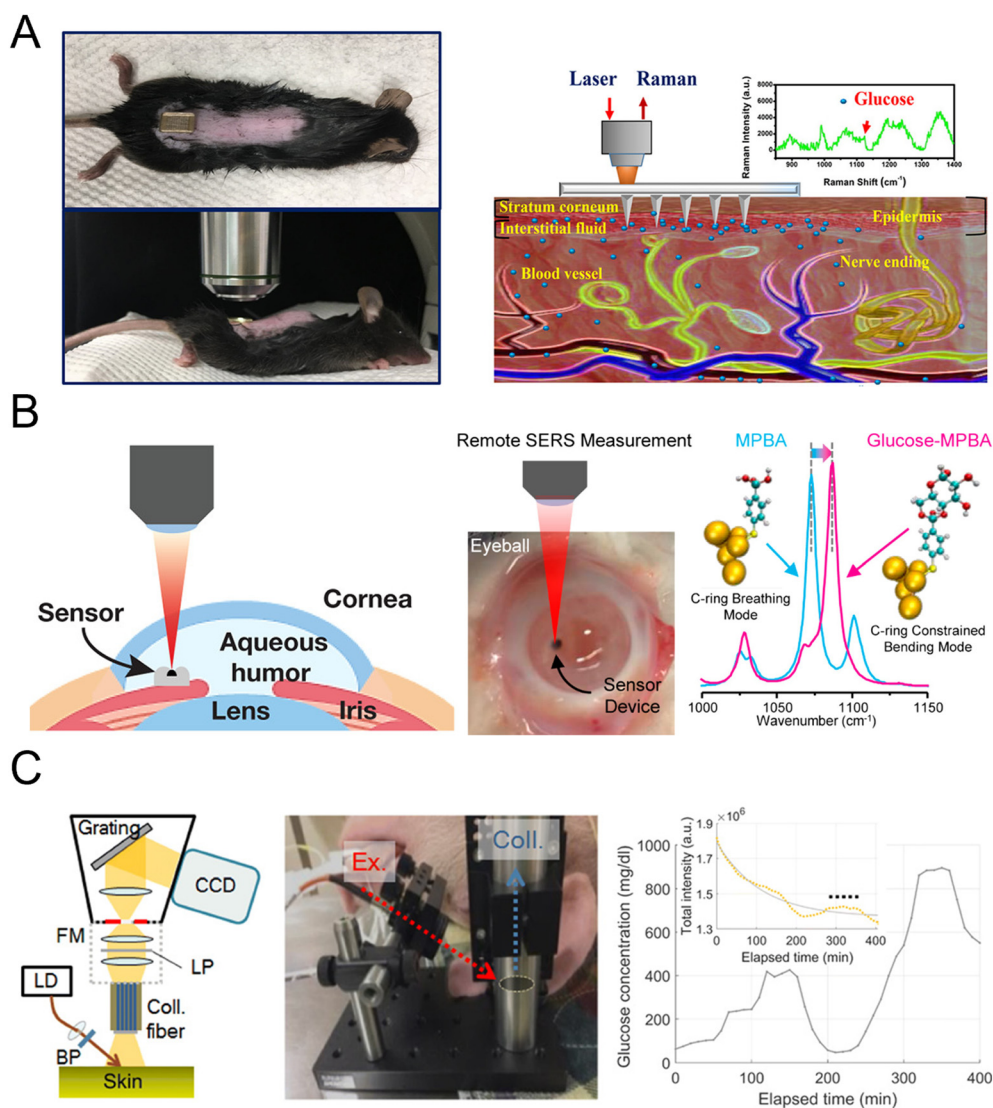 A
Laser Raman
Raman Intensity (a.u.)
8000
6000
4000
2000
0
Glucose
900 1000 1100 1200 1300 1400
Raman Shift (cm⁻¹)
Stratum corneum
Interstitial fluid
Epidermis
Blood vessel
Nerve ending
B
Sensor
Cornea
Aqueous
humor
Lens
Iris
Remote SERS Measurement
Eyeball
Sensor
Device
MPBA
Glucose-MPBA
C-ring Breathing
Mode
C-ring Constrained
Bending Mode
1000 1050 1100 1150
Wavenumber (cm⁻¹)
C
Grating
CCD
FM
LP
LD
Coll.
fiber
BP
Skin
Ex.
Coll.
Glucose concentration (mg/dl)
1000
800
600
400
200
0
0 100 200 300 400
Elapsed time (min)
×10⁶
Total intensity (a.u.)
1.9
1.7
1.5
1.3
0 100 200 300 400
Elapsed time (min)